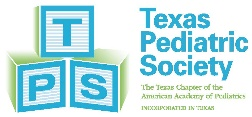 T
P S
Texas
Pediatric
Society
The Texas Chapter of the
American Academy of Pediatrics
INCORPORATED IN TEXAS